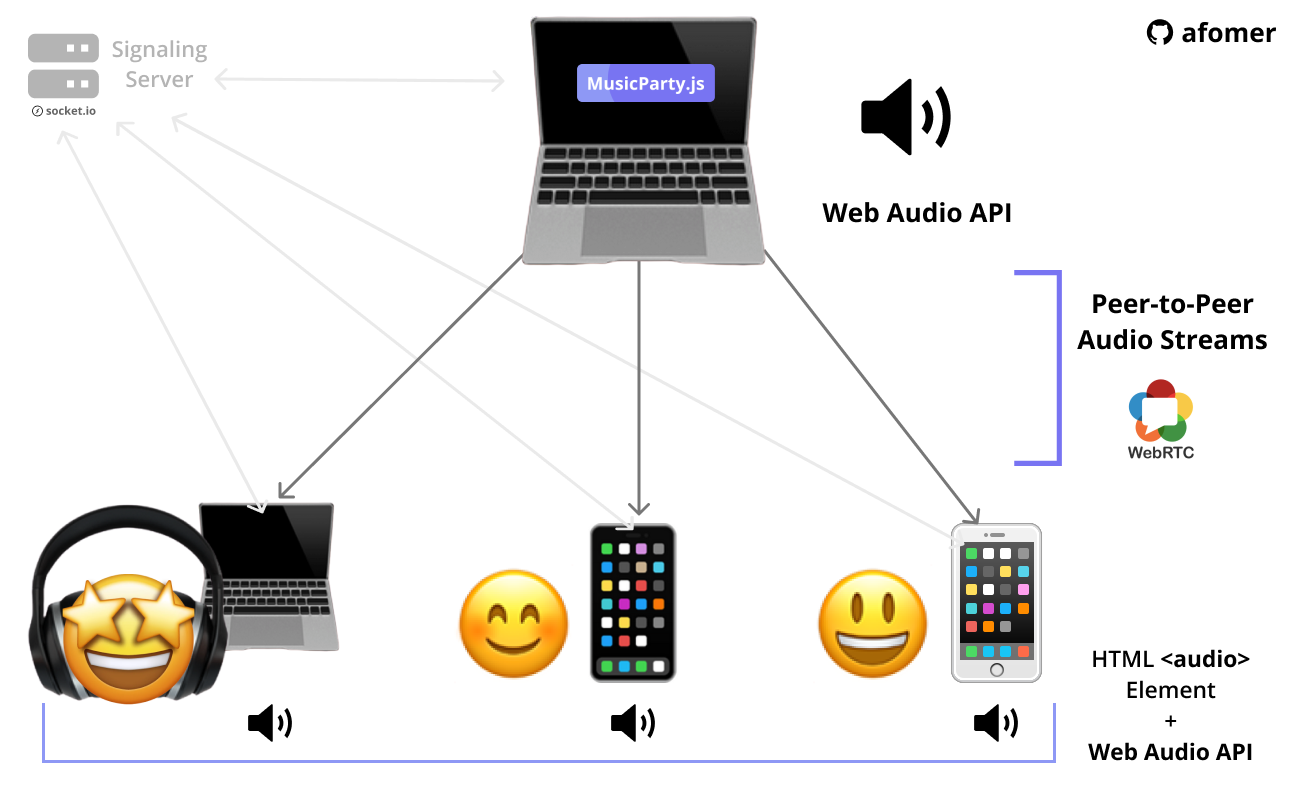 Signaling
Server
socket.io
MusicParty.js
afomer
Web Audio API
Peer-to-Peer
Audio Streams
WebRTC
HTML <audio>
Element
+
Web Audio API